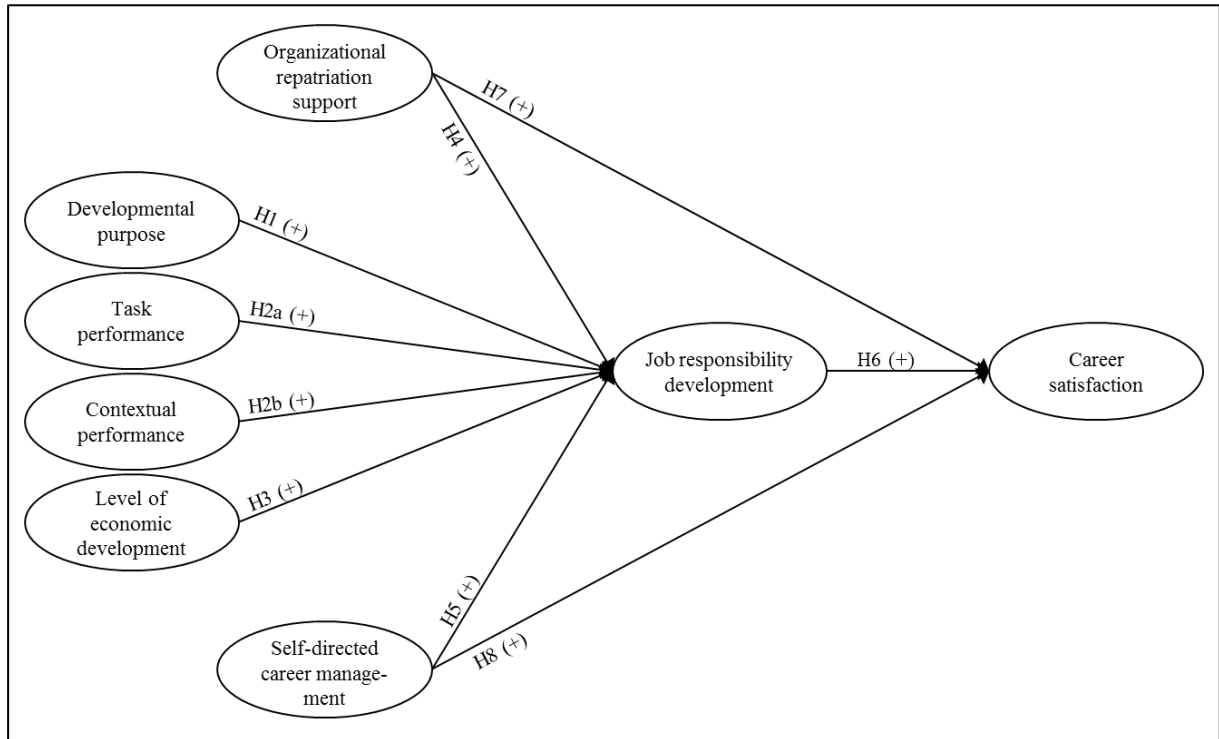 Organizational
repatriation
support
H7 (+)
H4 (+)
Developmental
purpose
H1 (+)
Task
performance
H2a (+)
Job responsibility
development
H6 (+)
Career
satisfaction
Contextual
performance
H2b (+)
Level of
economic
development
H3 (+)
H5 (+)
Self-directed
career manage-
ment
H8 (+)